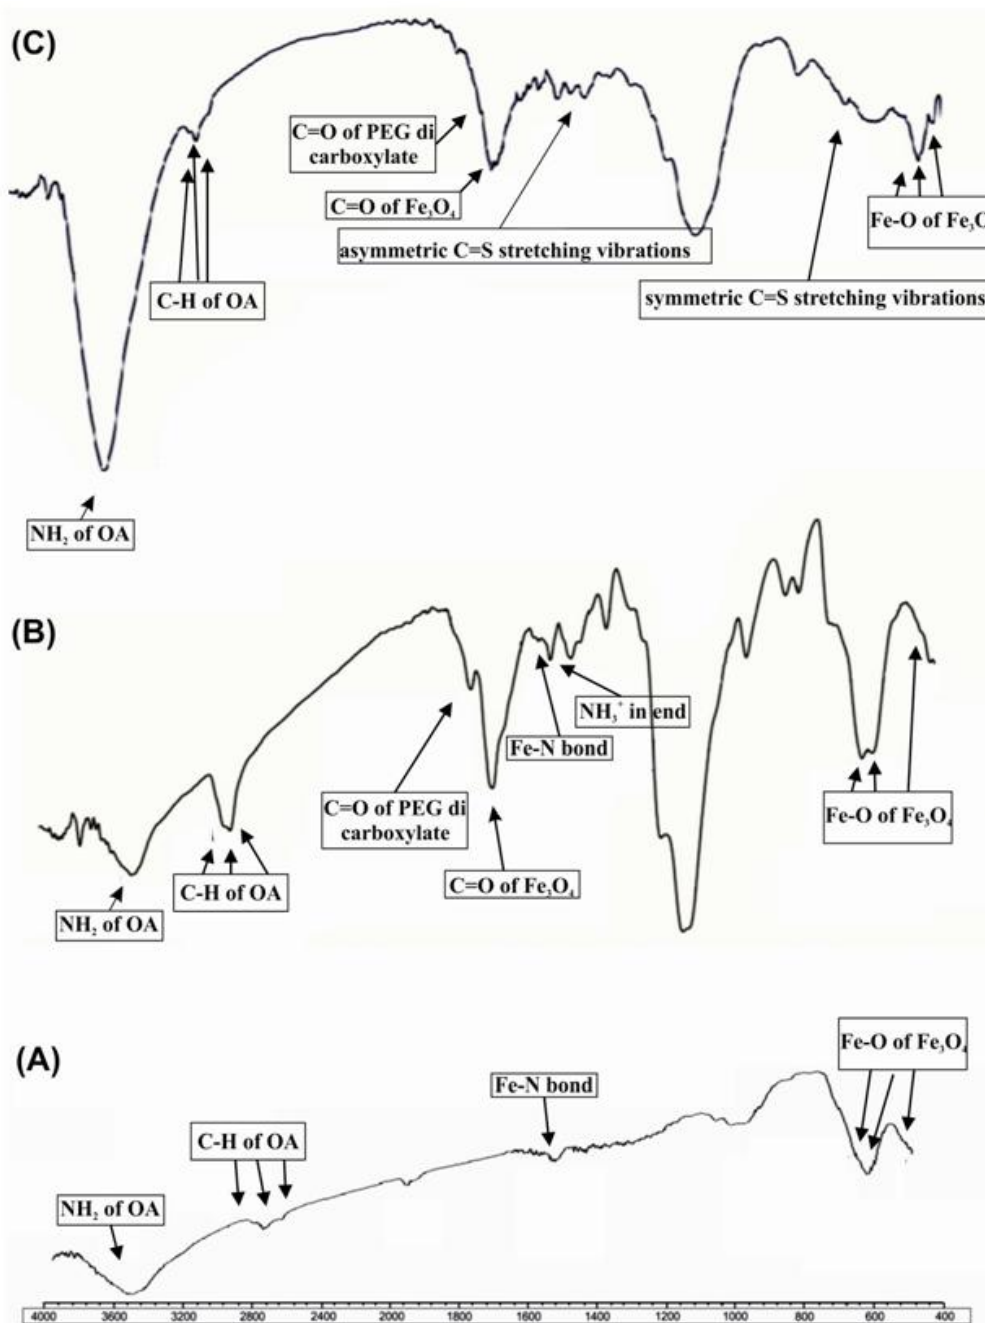 (C)
C=O of PEG di
carboxylate
C=O of Fe₃O₄
asymmetric C=S stretching vibrations
Fe-O of Fe₃O
C-H of OA
symmetric C=S stretching vibrations
NH₂ of OA
(B)
NH₃⁺ in end
Fe-N bond
C=O of PEG di
carboxylate
Fe-O of Fe₃O₄
C-H of OA
C=O of Fe₃O₄
NH₂ of OA
(A)
Fe-O of Fe₃O₄
Fe-N bond
C-H of OA
NH₂ of OA
4000 3600 3200 2800 2400 2000 1800 1600 1400 1200 1000 800 600 400